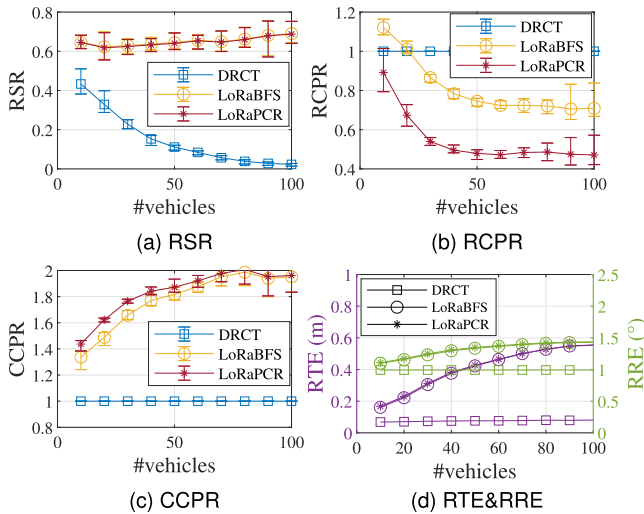 0.8
0.6
0.4
0.2
0
RSR
DRCT
LoRaBFS
LoRaPCR
0
50
100
#vehicles
(a) RSR
1.2
1
0.8
0.6
0.4
RCPR
DRCT
LoRaBFS
LoRaPCR
0
50
100
#vehicles
(b) RCPR
2
1.8
1.6
1.4
1.2
1
0.8
CCPR
DRCT
LoRaBFS
LoRaPCR
0
50
100
#vehicles
(c) CCPR
1
0.8
0.6
0.4
0.2
0
RTE (m)
DRCT
LoRaBFS
LoRaPCR
2.5
2
1.5
1
0.5
0
RRE (°)
0
20
40
60
80
100
#vehicles
(d) RTE&RRE